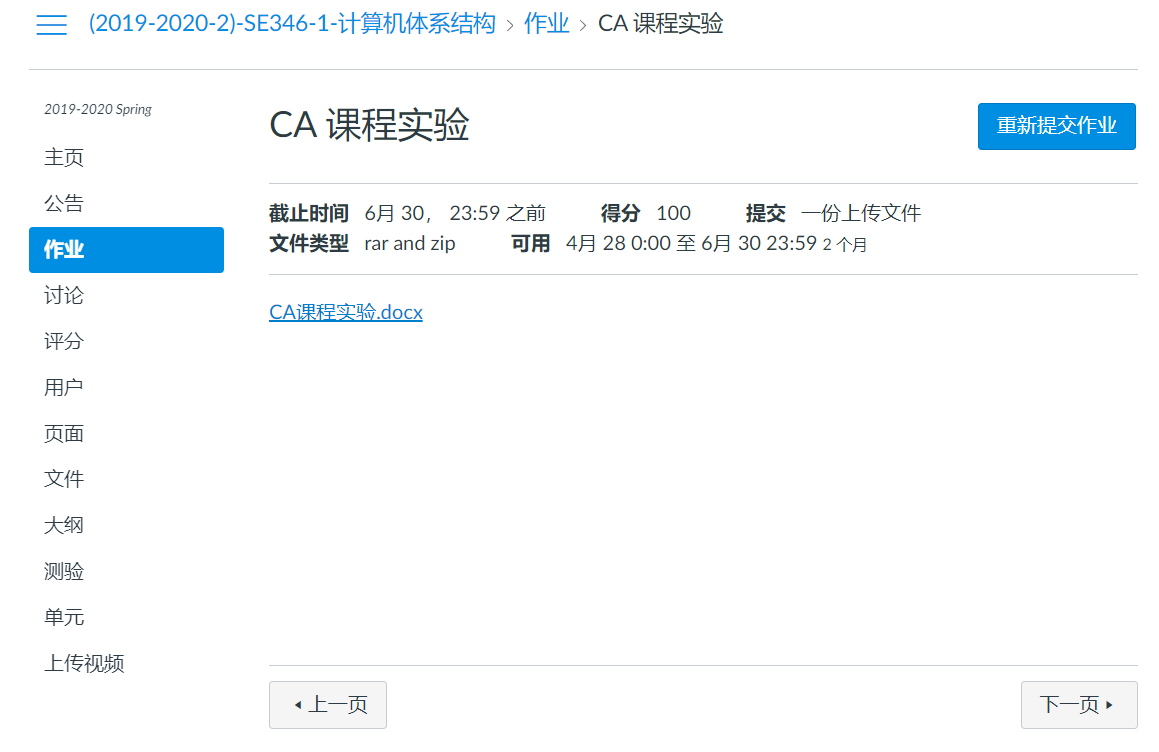 (2019-2020-2)-SE346-1-计算机体系结构 › 作业 › CA 课程实验
2019-2020 Spring
主页
公告
作业
讨论
评分
用户
页面
文件
大纲
测验
单元
上传视频
CA 课程实验
重新提交作业
截止时间 6月 30， 23:59 之前 得分 100 提交 一份上传文件
文件类型 rar and zip 可用 4月 28 0:00 至 6月 30 23:59 2 个月
CA课程实验.docx
上一页
下一页